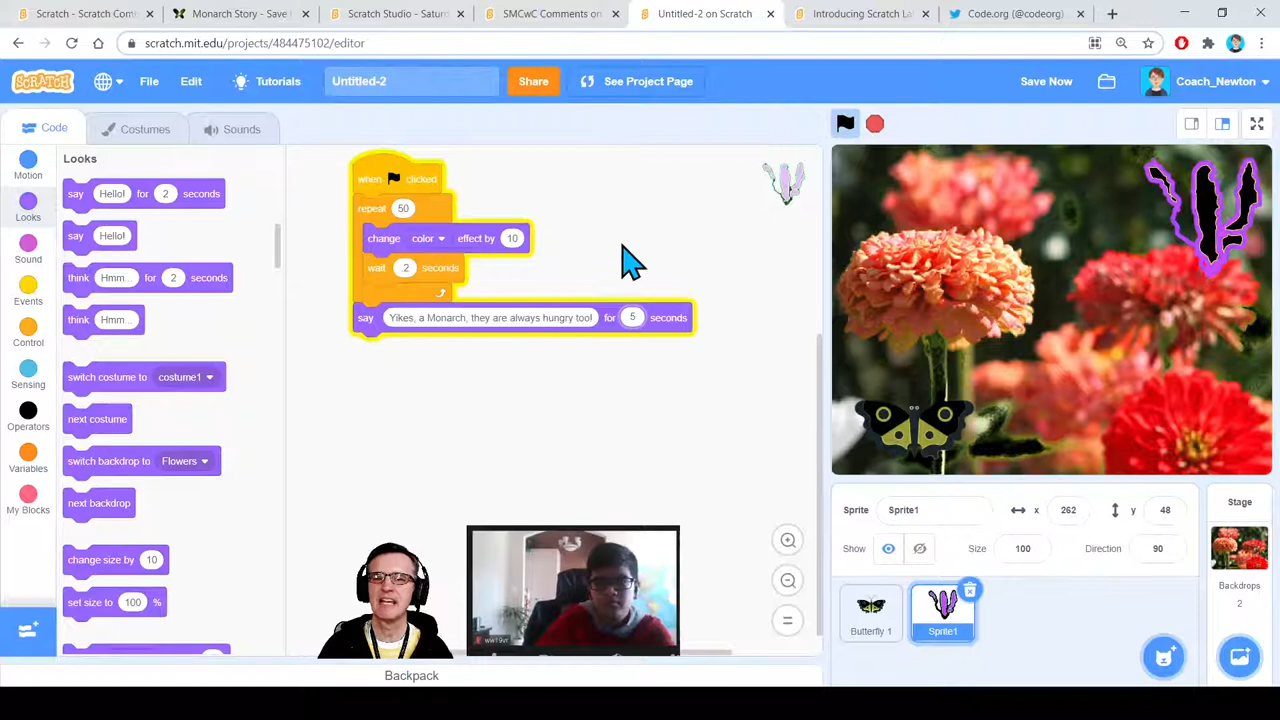 Scratch - Scratch Com
Monarch Story - Save
Scratch Studio - Saturd
SMCwC Comments on
Untitled-2 on Scratch
Introducing Scratch La
Code.org (@codeorg)
scratch.mit.edu/projects/484475102/editor
SCRATCH
File
Edit
Tutorials
Untitled-2
Share
See Project Page
Save Now
Coach_Newton
Code
Costumes
Sounds
Motion
Looks
Sound
Events
Control
Sensing
Operators
Variables
My Blocks
Looks
say Hello! for 2 seconds
say Hello!
think Hmm... for 2 seconds
think Hmm...
switch costume to costume1
next costume
switch backdrop to Flowers
next backdrop
change size by 10
set size to 100 %
when clicked
repeat 50
change color effect by 10
wait .2 seconds
say Yikes, a Monarch, they are always hungry too! for 5 seconds
ww19vr
Backpack
Sprite Sprite1 x 262 y 48
Show Size 100 Direction 90
Butterfly 1
Sprite1
Stage
Backdrops
2